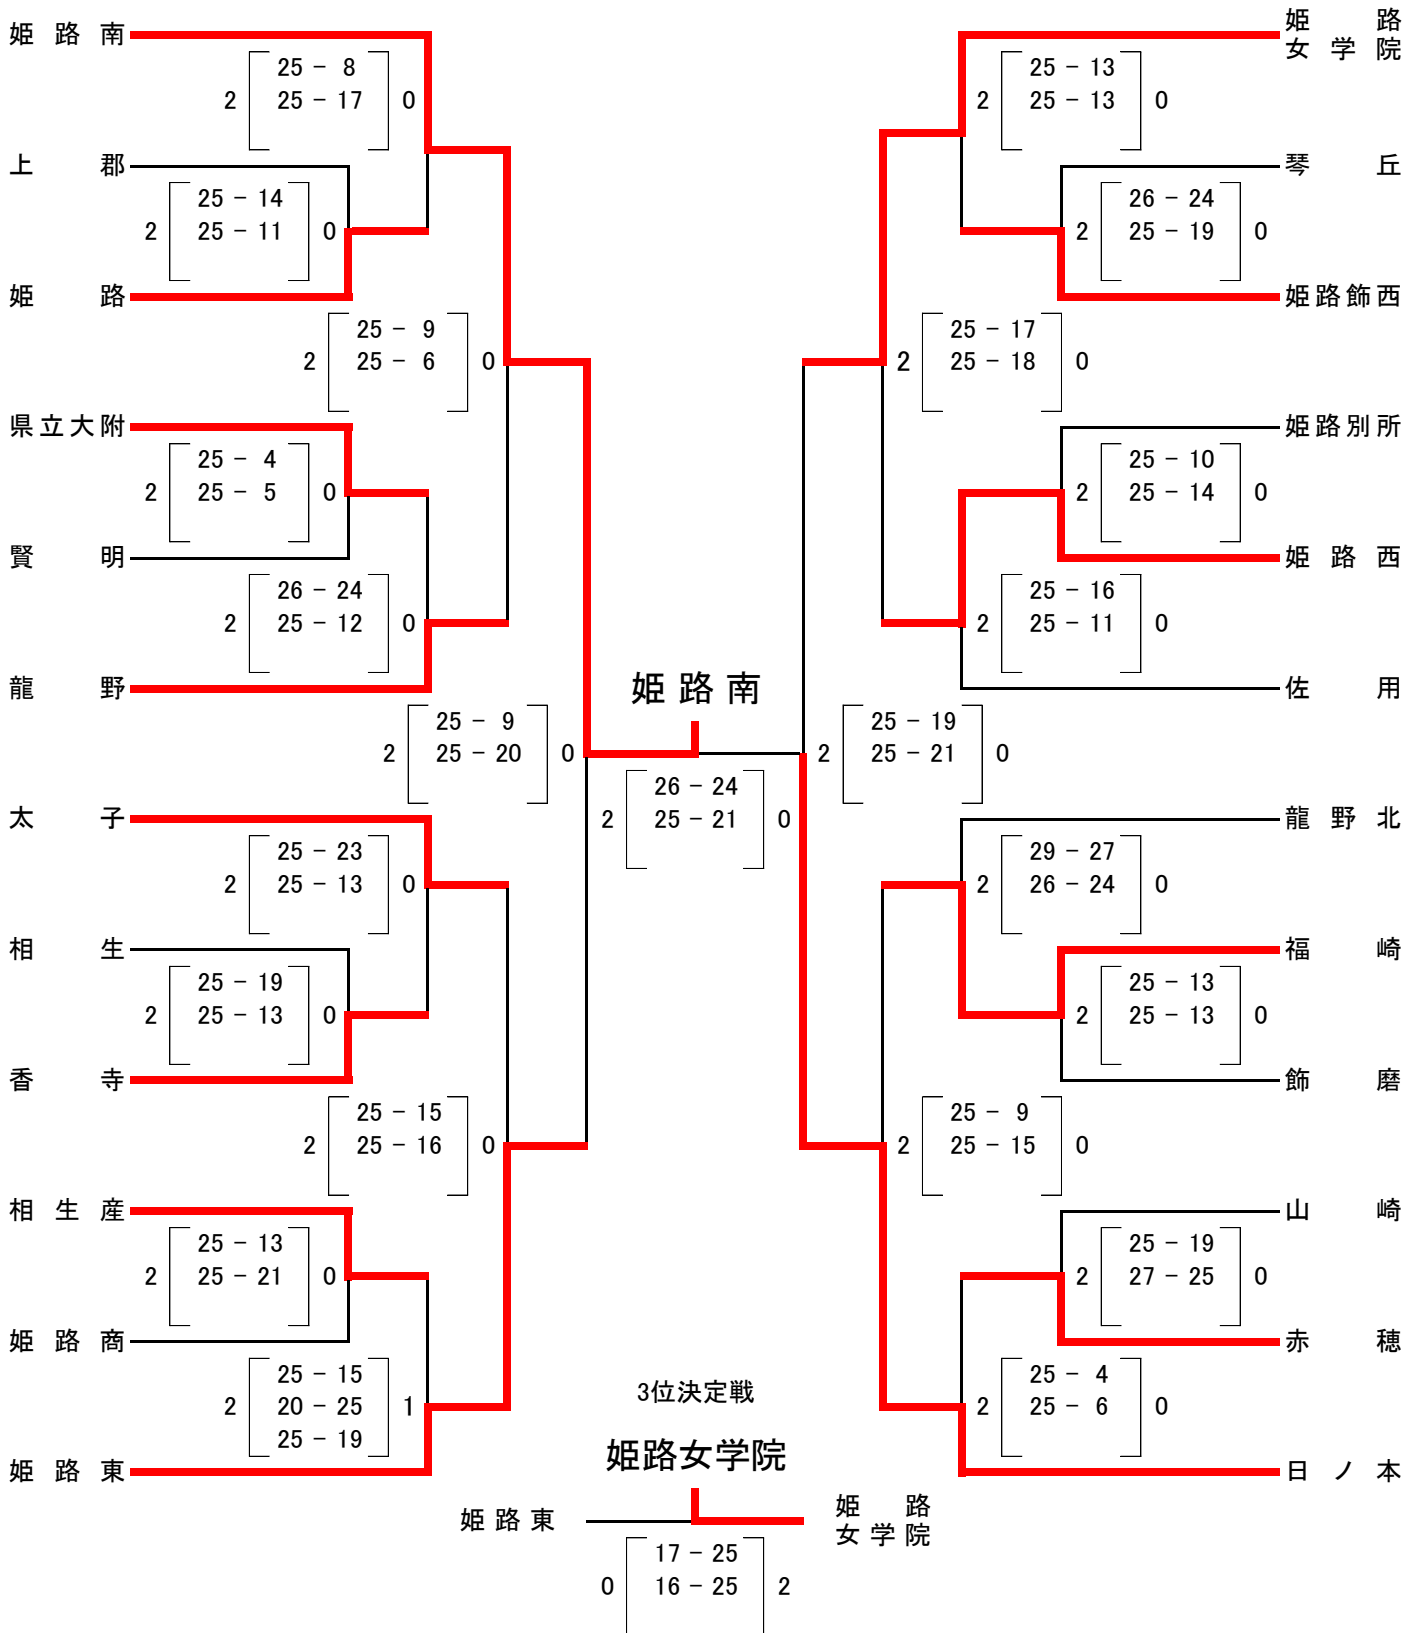 姫路南
2 25 - 8 0
25 - 17
上郡
2 25 - 14 0
25 - 11
姫路
2 25 - 9 0
25 - 6
県立大附
2 25 - 4 0
25 - 5
賢明
2 26 - 24 0
25 - 12
龍野
2 25 - 9 0
25 - 20
太子
2 25 - 23 0
25 - 13
相生
2 25 - 19 0
25 - 13
香寺
2 25 - 15 0
25 - 16
相生産
2 25 - 13 0
25 - 21
姫路商
2 25 - 15 1
20 - 25
25 - 19
姫路東
姫路南
2 26 - 24 0
25 - 21
姫路
女学院
2 25 - 13 0
25 - 13
琴丘
2 26 - 24 0
25 - 19
姫路飾西
2 25 - 17 0
25 - 18
姫路別所
2 25 - 10 0
25 - 14
姫路西
2 25 - 16 0
25 - 11
佐用
2 25 - 19 0
25 - 21
龍野北
2 29 - 27 0
26 - 24
福崎
2 25 - 13 0
25 - 13
飾磨
2 25 - 9 0
25 - 15
山崎
2 25 - 19 0
27 - 25
赤穂
2 25 - 4 0
25 - 6
日ノ本
3位決定戦
姫路女学院
姫路東
姫路
女学院
0 17 - 25 2
16 - 25